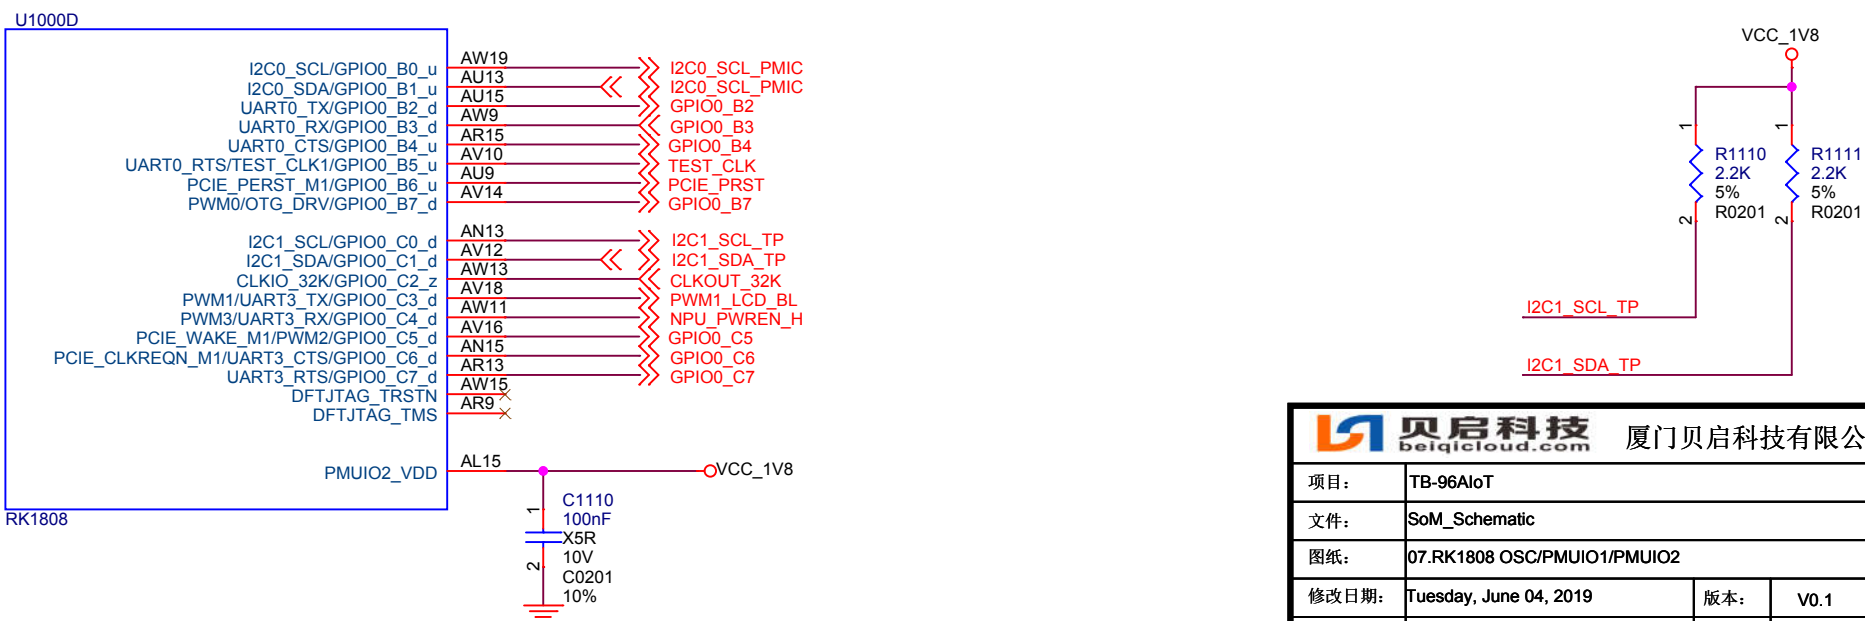 U1000D
I2C0_SCL/GPIO0_B0_u AW19 I2C0_SCL_PMIC
I2C0_SDA/GPIO0_B1_u AU13 I2C0_SCL_PMIC
UART0_TX/GPIO0_B2_d AU15 GPIO0_B2
UART0_RX/GPIO0_B3_d AW9 GPIO0_B3
UART0_CTS/GPIO0_B4_u AR15 GPIO0_B4
UART0_RTS/TEST_CLK1/GPIO0_B5_u AV10 TEST_CLK
PCIE_PERST_M1/GPIO0_B6_u AU9 PCIE_PRST
PWM0/OTG_DRV/GPIO0_B7_d AV14 GPIO0_B7
I2C1_SCL/GPIO0_C0_d AN13 I2C1_SCL_TP
I2C1_SDA/GPIO0_C1_d AV12 I2C1_SDA_TP
CLKIO_32K/GPIO0_C2_z AW13 CLKOUT_32K
PWM1/UART3_TX/GPIO0_C3_d AV18 PWM1_LCD_BL
PWM3/UART3_RX/GPIO0_C4_d AW11 NPU_PWREN_H
PCIE_WAKE_M1/PWM2/GPIO0_C5_d AV16 GPIO0_C5
PCIE_CLKREQN_M1/UART3_CTS/GPIO0_C6_d AN15 GPIO0_C6
UART3_RTS/GPIO0_C7_d AR13 GPIO0_C7
DFTJTAG_TRSTN AW15
DFTJTAG_TMS AR9
PMUIO2_VDD AL15 VCC_1V8
RK1808
1
2
C1110
100nF
X5R
10V
C0201
10%
VCC_1V8
1 1
R1110 R1111
2.2K 2.2K
5% 5%
R0201 R0201
2 2
I2C1_SCL_TP
I2C1_SDA_TP
贝启科技 厦门贝启科技有限公
beiqicloud.com
项目： TB-96AIoT
文件： SoM_Schematic
图纸： 07.RK1808 OSC/PMUIO1/PMUIO2
修改日期： Tuesday, June 04, 2019 版本： V0.1